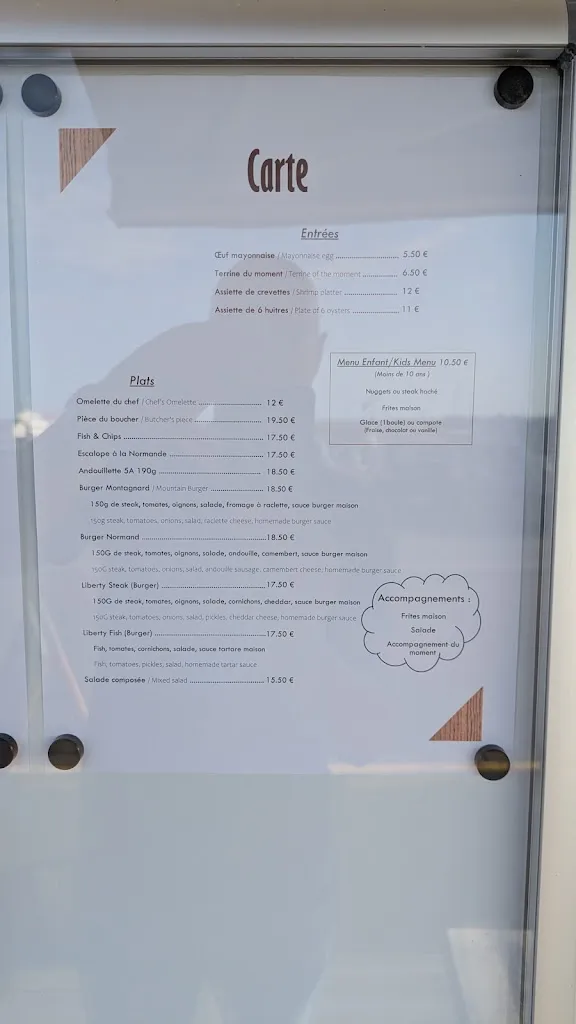 Carte
Entrées
Œuf mayonnaise / Mayonnaise egg ........................... 5.50 €
Terrine du moment / Terrine of the moment ............... 6.50 €
Assiette de crevettes / Shrimp platter ...................... 12 €
Assiette de 6 huitres / Plate of 6 oysters.................... 11 €
Menu Enfant/Kids Menu 10.50 €
(Moins de 10 ans )
Nuggets ou steak haché
Frites maison
Glace (1boule) ou compote
(Fraise, chocolat ou vanille)
Plats
Omelette du chef / Chef's Omelette ........................... 12 €
Pièce du boucher / Butcher's piece............................. 19.50 €
Fish & Chips ............................................................ 17.50 €
Escalope à la Normande ........................................... 17.50 €
Andouillette 5A 190g ............................................. 18.50 €
Burger Montagnard / Mountain Burger ....................... 18.50 €
150g de steak, tomates, oignons, salade, fromage à raclette, sauce burger maison
150g steak, tomatoes, onions, salad, raclette cheese, homemade burger sauce
Burger Normand ......................................................18.50 €
150G de steak, tomates, oignons, salade, andouille, camembert, sauce burger maison
150G steak, tomatoes, onions, salad, andouille sausage, camembert cheese, homemade burger sauce
Liberty Steak (Burger) ..............................................17.50 €
150G de steak, tomates, oignons, salade, cornichons, cheddar, sauce burger maison
150G steak, tomatoes, onions, salad, pickles, cheddar cheese, homemade burger sauce
Liberty Fish (Burger) ................................................17.50 €
Fish, tomates, cornichons, salade, sauce tartare maison
Fish, tomatoes, pickles, salad, homemade tartar sauce
Salade composée / Mixed salad ................................ 15.50 €
Accompagnements :
Frites maison
Salade
Accompagnement du
moment